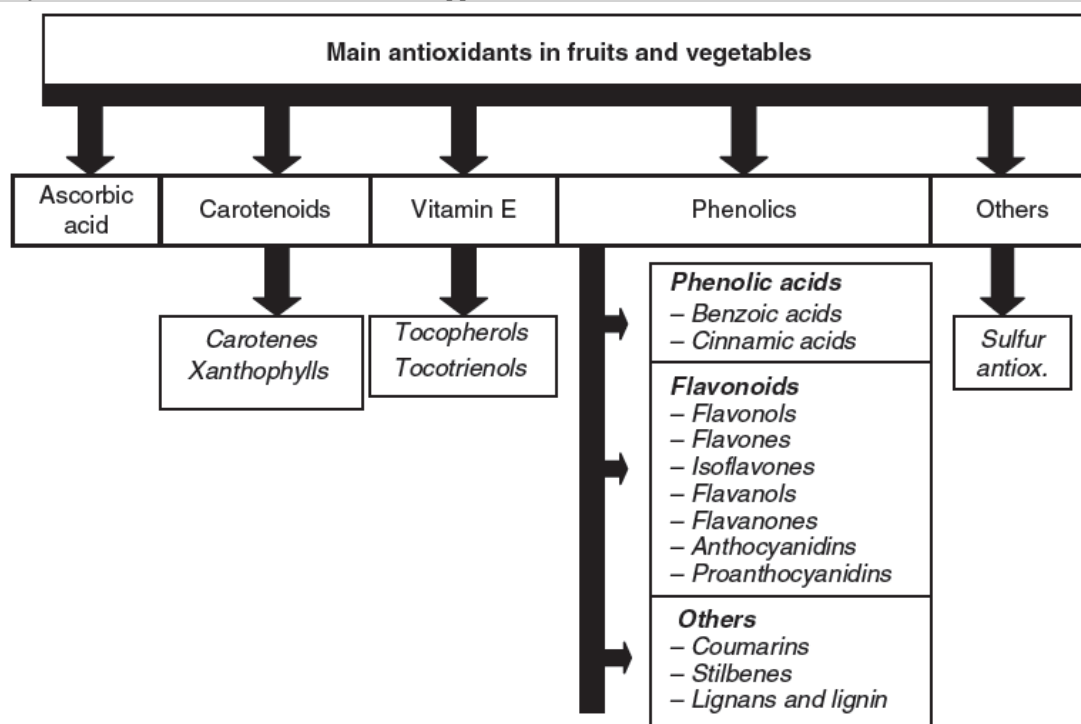 Main antioxidants in fruits and vegetables
Ascorbic
acid
Carotenoids
Vitamin E
Phenolics
Others
Carotenes
Xanthophylls
Tocopherols
Tocotrienols
Phenolic acids
– Benzoic acids
– Cinnamic acids
Flavonoids
– Flavonols
– Flavones
– Isoflavones
– Flavanols
– Flavanones
– Anthocyanidins
– Proanthocyanidins
Others
– Coumarins
– Stilbenes
– Lignans and lignin
Sulfur
antiox.